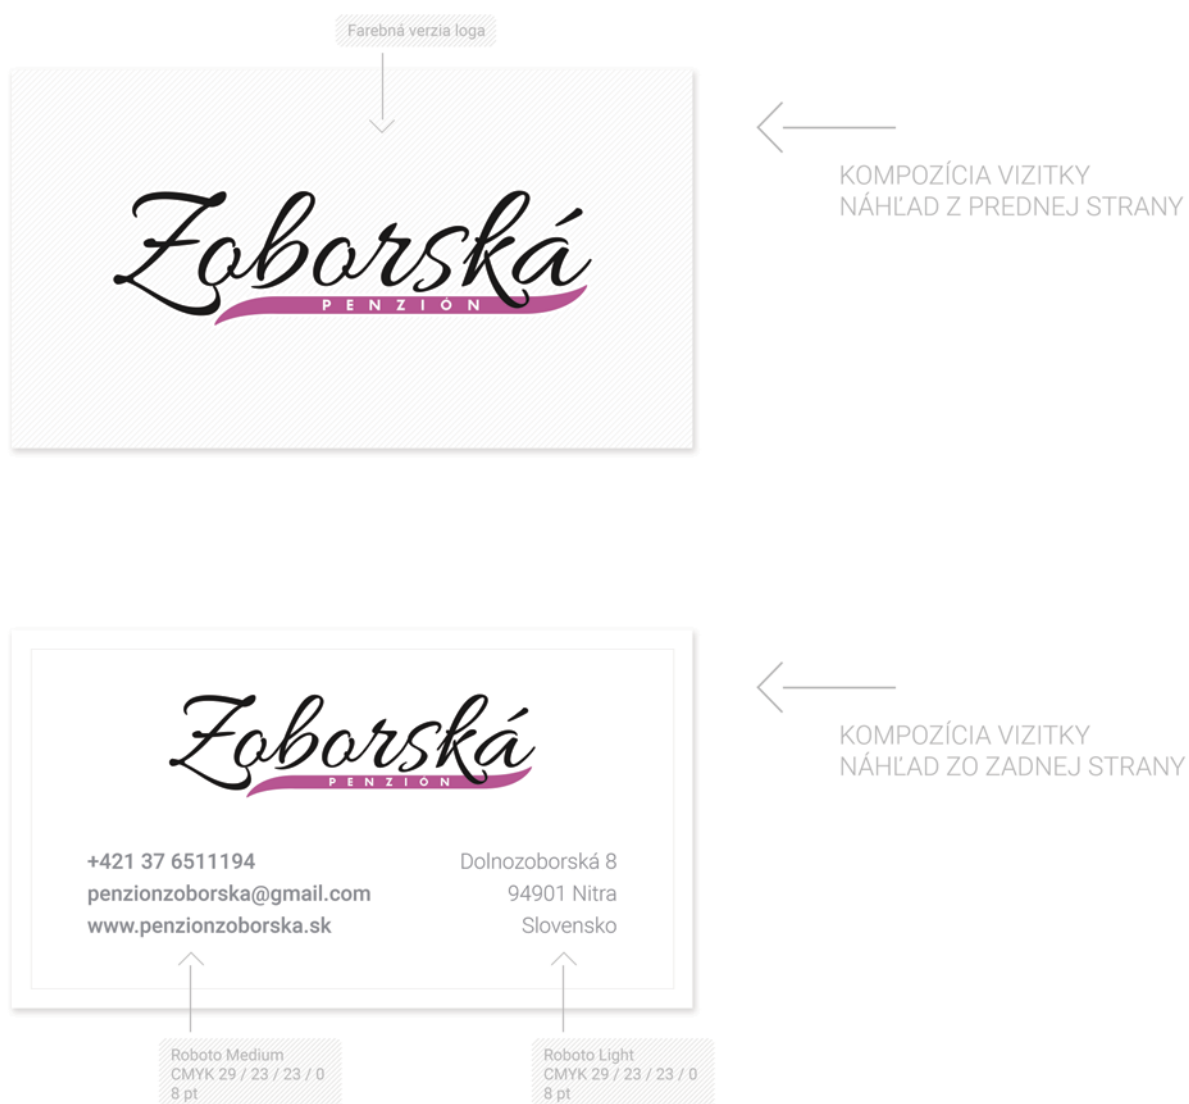 Farebná verzia loga
KOMPOZÍCIA VIZITKY
NÁHĽAD Z PREDNEJ STRANY
Zoborská
PENZIÓN
KOMPOZÍCIA VIZITKY
NÁHĽAD ZO ZADNEJ STRANY
Zoborská
PENZIÓN
+421 37 6511194
penzionzoborska@gmail.com
www.penzionzoborska.sk
Dolnozoborská 8
94901 Nitra
Slovensko
Roboto Medium
CMYK 29 / 23 / 23 / 0
8 pt
Roboto Light
CMYK 29 / 23 / 23 / 0
8 pt